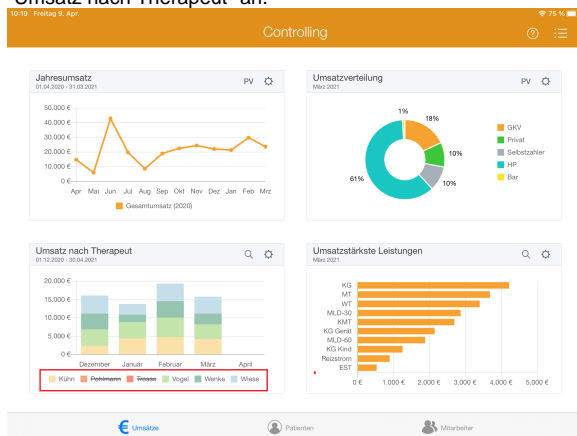 "Umsatz nach Therapeut" an.
10:19 Freitag 9. Apr.
75 %
Controlling
?
Jahresumsatz
PV
01.04.2020 - 31.03.2021
50.000 €
40.000 €
30.000 €
20.000 €
10.000 €
0 €
Apr Mai Jun Jul Aug Sep Okt Nov Dez Jan Feb Mrz
Gesamtumsatz (2020)
Umsatzverteilung
PV
März 2021
1%
18%
10%
10%
61%
GKV
Privat
Selbstzahler
HP
Bar
Umsatz nach Therapeut
01.12.2020 - 30.04.2021
20.000 €
15.000 €
10.000 €
5.000 €
0 €
Dezember Januar Februar März April
Kühn Pohlmann Vogel Wenke Wiese
Umsatzstärkste Leistungen
März 2021
KG
MT
WT
MLD-30
KMT
KG Gerät
MLD-60
KG Kind
Reizstrom
EST
0 € 1.000 € 2.000 € 3.000 € 4.000 € 5.000 €
€ Umsätze
Patienten
Mitarbeiter